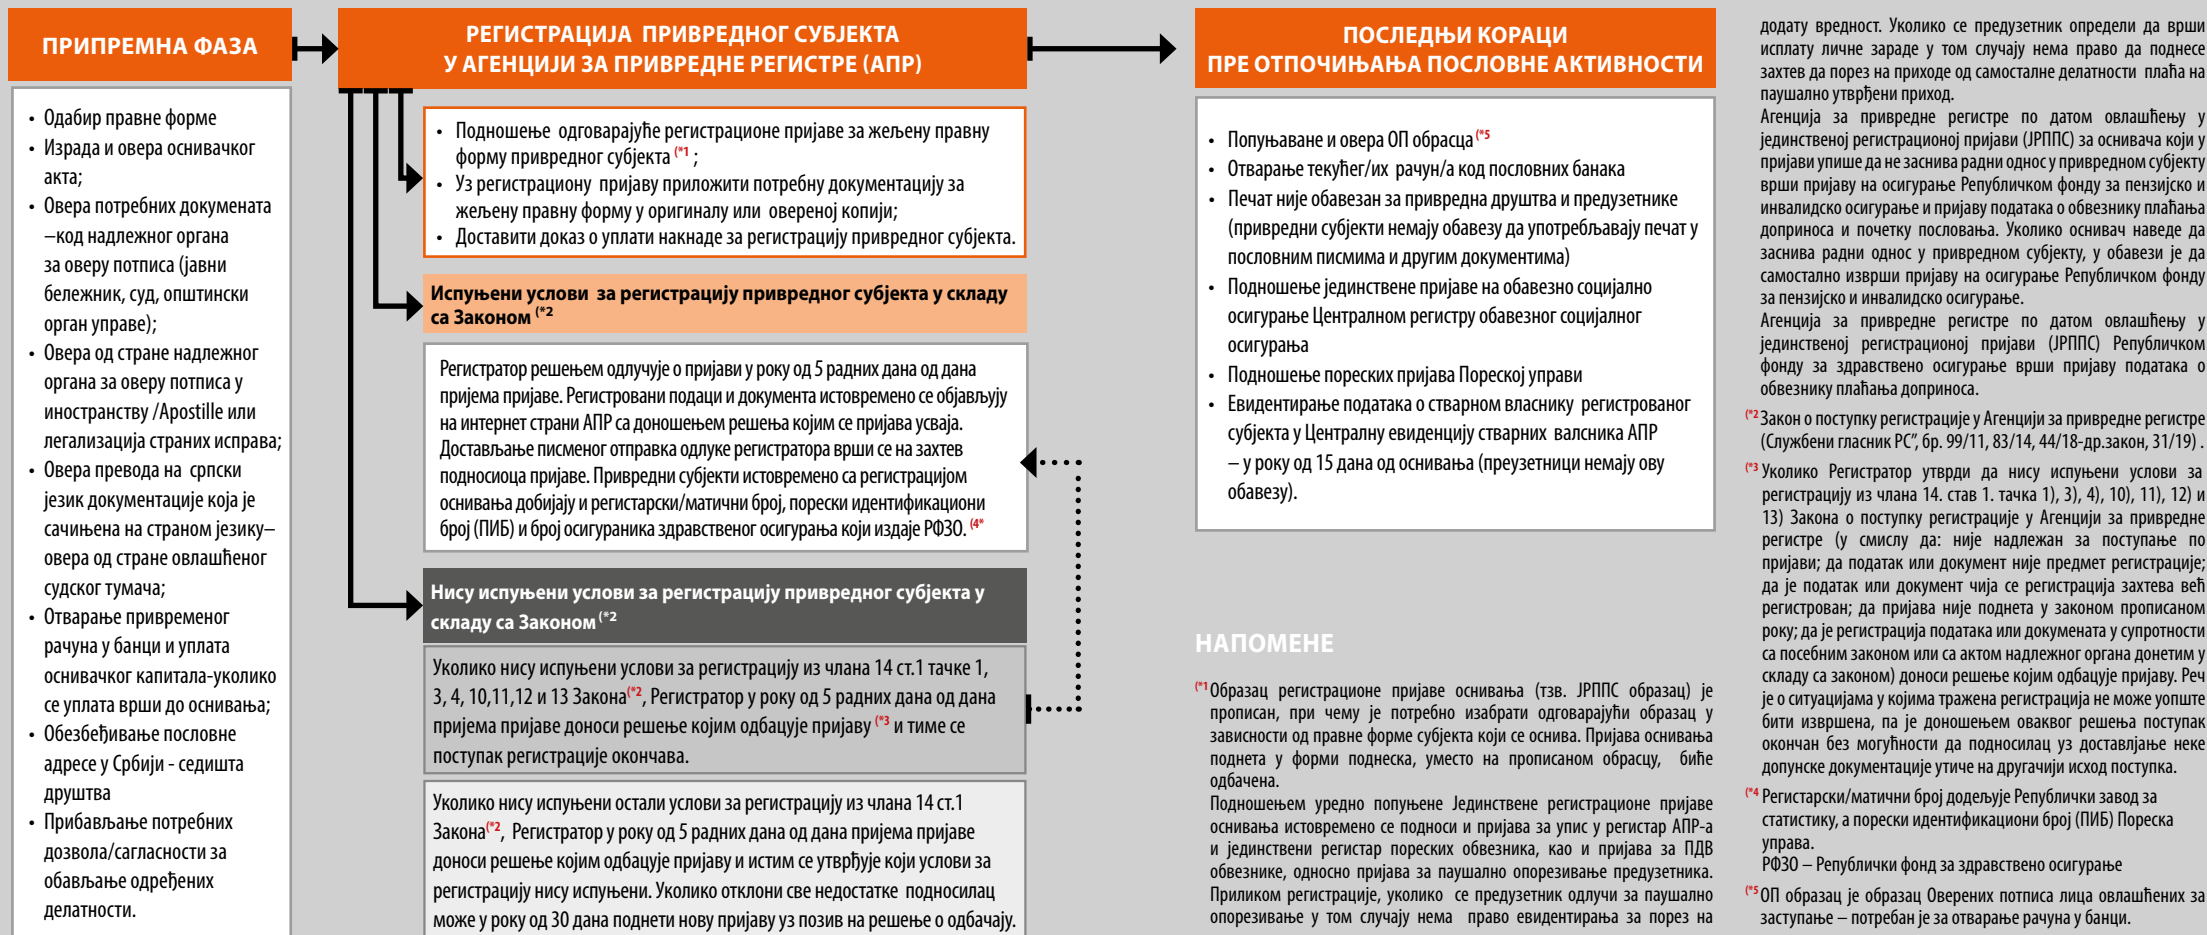 ПРИПРЕМНА ФАЗА
• Одабир правне форме
• Израда и овера оснивачког
акта;
• Овера потребних докумената
–код надлежног органа
за оверу потписа (јавни
бележник, суд, општински
орган управе);
• Овера од стране надлежног
органа за оверу потписа у
иностранству /Apostille или
легализација страних исправа;
• Овера превода на српски
језик документације која је
сачињена на страном језику–
овера од стране овлашћеног
судског тумача;
• Отварање привременог
рачуна у банци и уплата
оснивачког капитала-уколико
се уплата врши до оснивања;
• Обезбеђивање пословне
адресе у Србији - седишта
друштва
• Прибављање потребних
дозвола/сагласности за
обављање одређених
делатности.
РЕГИСТРАЦИЈА ПРИВРЕДНОГ СУБЈЕКТА
У АГЕНЦИЈИ ЗА ПРИВРЕДНЕ РЕГИСТРЕ (АПР)
• Подношење одговарајуће регистрационе пријаве за жељену правну
форму привредног субјекта (*1 ;
• Уз регистрациону пријаву приложити потребну документацију за
жељену правну форму у оригиналу или овереној копији;
• Доставити доказ о уплати накнаде за регистрацију привредног субјекта.
Испуњени услови за регистрацију привредног субјекта у складу
са Законом (*2
Регистратор решењем одлучује о пријави у року од 5 радних дана од дана
пријема пријаве. Регистровани подаци и документа истовремено се објављују
на интернет страни АПР са доношењем решења којим се пријава усваја.
Достављање писменог отправка одлуке регистратора врши се на захтев
подносиоца пријаве. Привредни субјекти истовремено са регистрацијом
оснивања добијају и регистарски/матични број, порески идентификациони
број (ПИБ) и број осигураника здравственог осигурања који издаје РФЗО. (4*
Нису испуњени услови за регистрацију привредног субјекта у
складу са Законом (*2
Уколико нису испуњени услови за регистрацију из члана 14 ст.1 тачке 1,
3, 4, 10,11,12 и 13 Закона(*2, Регистратор у року од 5 радних дана од дана
пријема пријаве доноси решење којим одбацује пријаву (*3 и тиме се
поступак регистрације окончава.
Уколико нису испуњени остали услови за регистрацију из члана 14 ст.1
Закона(*2, Регистратор у року од 5 радних дана од дана пријема пријаве
доноси решење којим одбацује пријаву и истим се утврђује који услови за
регистрацију нису испуњени. Уколико отклони све недостатке подносилац
може у року од 30 дана поднети нову пријаву уз позив на решење о одбачају.
ПОСЛЕДЊИ КОРАЦИ
ПРЕ ОТПОЧИЊАЊА ПОСЛОВНЕ АКТИВНОСТИ
• Попуњаване и овера ОП обрасца (*5
• Отварање текућег/их рачун/а код пословних банака
• Печат није обавезан за привредна друштва и предузетнике
(привредни субјекти немају обавезу да употребљавају печат у
пословним писмима и другим документима)
• Подношење јединствене пријаве на обавезно социјално
осигурање Централном регистру обавезног социјалног
осигурања
• Подношење пореских пријава Пореској управи
• Евидентирање података о стварном власнику регистрованог
субјекта у Централну евиденцију стварних валсника АПР
– у року од 15 дана од оснивања (преузетници немају ову
обавезу).
НАПОМЕНЕ
(*1 Образац регистрационе пријаве оснивања (тзв. ЈРППС образац) је
прописан, при чему је потребно изабрати одговарајући образац у
зависности од правне форме субјекта који се оснива. Пријава оснивања
поднета у форми поднеска, уместо на прописаном обрасцу, биће
одбачена.
Подношењем уредно попуњене Јединствене регистрационе пријаве
оснивања истовремено се подноси и пријава за упис у регистар АПР-а
и јединствени регистар пореских обвезника, као и пријава за ПДВ
обвезнике, односно пријава за паушално опорезивање предузетника.
Приликом регистрације, уколико се предузетник одлучи за паушално
опорезивање у том случају нема право евидентирања за порез на
додату вредност. Уколико се предузетник определи да врши
исплату личне зараде у том случају нема право да поднесе
захтев да порез на приходе од самосталне делатности плаћа на
паушално утврђени приход.
Агенција за привредне регистре по датом овлашћењу у
јединственој регистрационој пријави (ЈРППС) за оснивача који у
пријави упише да не заснива радни однос у привредном субјекту
врши пријаву на осигурање Републичком фонду за пензијско и
инвалидско осигурање и пријаву података о обвезнику плаћања
доприноса и почетку пословања. Уколико оснивач наведе да
заснива радни однос у привредном субјекту, у обавези је да
самостално изврши пријаву на осигурање Републичком фонду
за пензијско и инвалидско осигурање.
Агенција за привредне регистре по датом овлашћењу у
јединственој регистрационој пријави (ЈРППС) Републичком
фонду за здравствено осигурање врши пријаву података о
обвезнику плаћања доприноса.
(*2 Закон о поступку регистрације у Агенцији за привредне регистре
(Службени гласник РС”, бр. 99/11, 83/14, 44/18-др.закон, 31/19) .
(*3 Уколико Регистратор утврди да нису испуњени услови за
регистрацију из члана 14. став 1. тачка 1), 3), 4), 10), 11), 12) и
13) Закона о поступку регистрације у Агенцији за привредне
регистре (у смислу да: није надлежан за поступање по
пријави; да податак или документ није предмет регистрације;
да је податак или документ чија се регистрација захтева већ
регистрован; да пријава није поднета у законом прописаном
року; да је регистрација података или докумената у супротности
са посебним законом или са актом надлежног органа донетим у
складу са законом) доноси решење којим одбацује пријаву. Реч
је о ситуацијама у којима тражена регистрација не може уопште
бити извршена, па је доношењем оваквог решења поступак
окончан без могућности да подносилац уз достављање неке
допунске документације утиче на другачији исход поступка.
(*4 Регистарски/матични број додељује Републички завод за
статистику, а порески идентификациони број (ПИБ) Пореска
управа.
РФЗО – Републички фонд за здравствено осигурање
(*5 ОП образац је образац Оверених потписа лица овлашћених за
заступање – потребан је за отварање рачуна у банци.